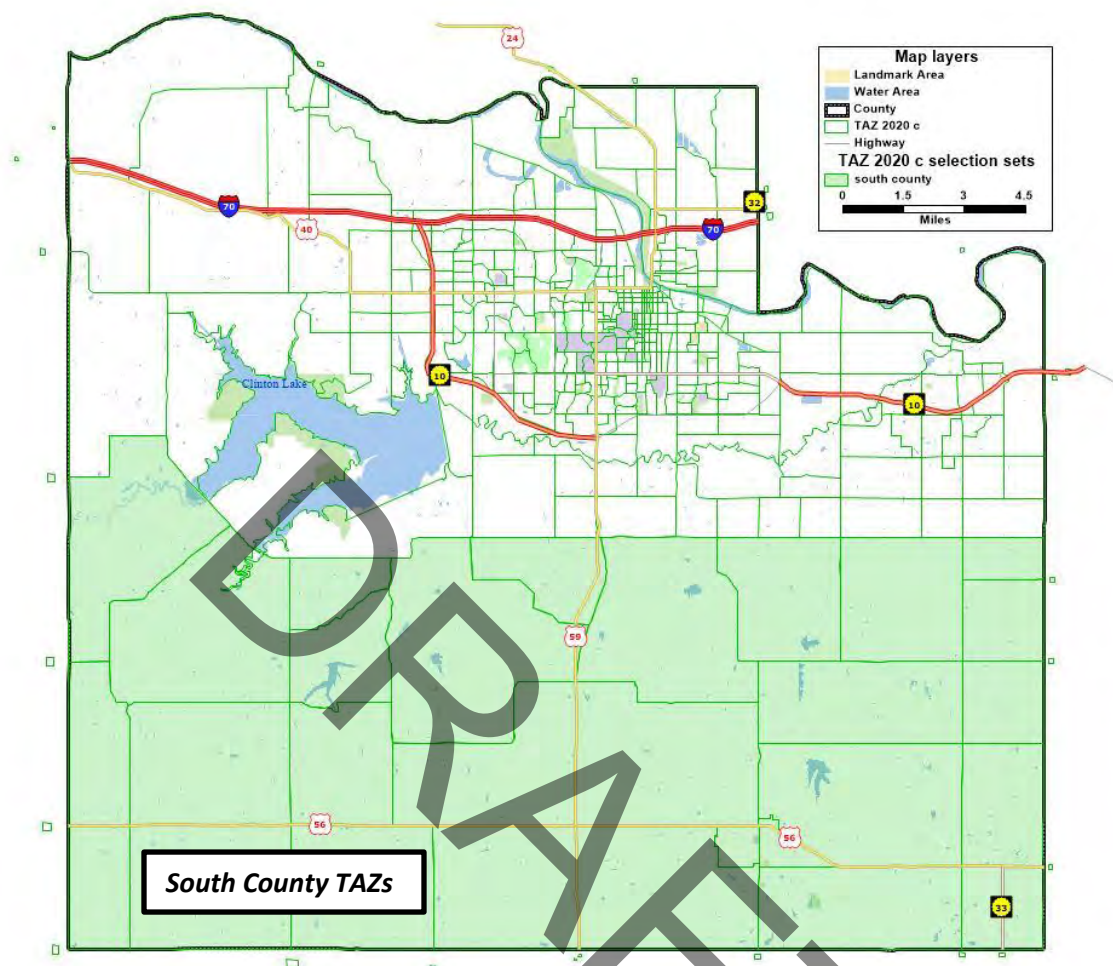 24
Map layers
Landmark Area
Water Area
County
TAZ 2020 c
Highway
TAZ 2020 c selection sets
south county
0 1.5 3 4.5
Miles
32
70
70
40
10
Clinton Lake
10
59
56
56
South County TAZs
33
DRAF